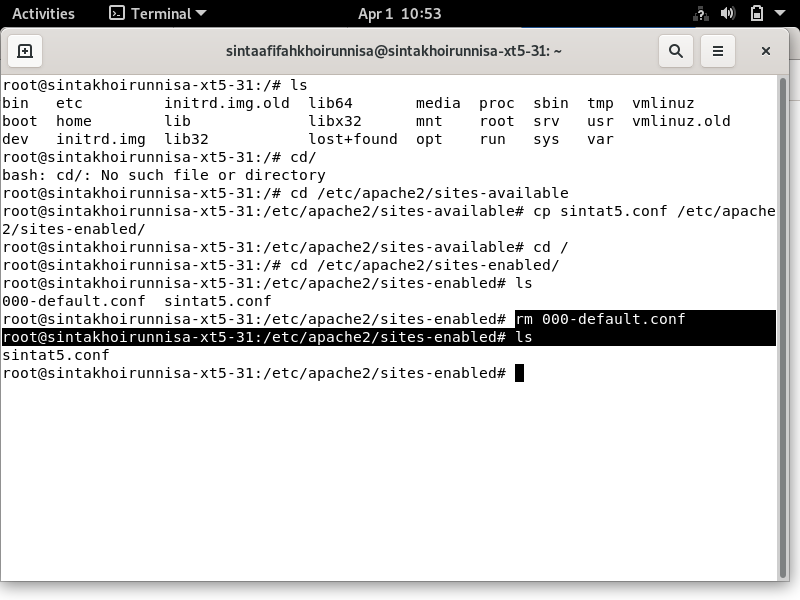 Activities Terminal Apr 1 10:53
sintaafifahkhoirunnisa@sintakhoirunnisa-xt5-31: ~
root@sintakhoirunnisa-xt5-31:/# ls
bin etc initrd.img.old lib64 media proc sbin tmp vmlinuz
boot home lib libx32 mnt root srv usr vmlinuz.old
dev initrd.img lib32 lost+found opt run sys var
root@sintakhoirunnisa-xt5-31:/# cd/
bash: cd/: No such file or directory
root@sintakhoirunnisa-xt5-31:/# cd /etc/apache2/sites-available
root@sintakhoirunnisa-xt5-31:/etc/apache2/sites-available# cp sintat5.conf /etc/apache
2/sites-enabled/
root@sintakhoirunnisa-xt5-31:/etc/apache2/sites-available# cd /
root@sintakhoirunnisa-xt5-31:/# cd /etc/apache2/sites-enabled/
root@sintakhoirunnisa-xt5-31:/etc/apache2/sites-enabled# ls
000-default.conf sintat5.conf
root@sintakhoirunnisa-xt5-31:/etc/apache2/sites-enabled# rm 000-default.conf
root@sintakhoirunnisa-xt5-31:/etc/apache2/sites-enabled# ls
sintat5.conf
root@sintakhoirunnisa-xt5-31:/etc/apache2/sites-enabled#